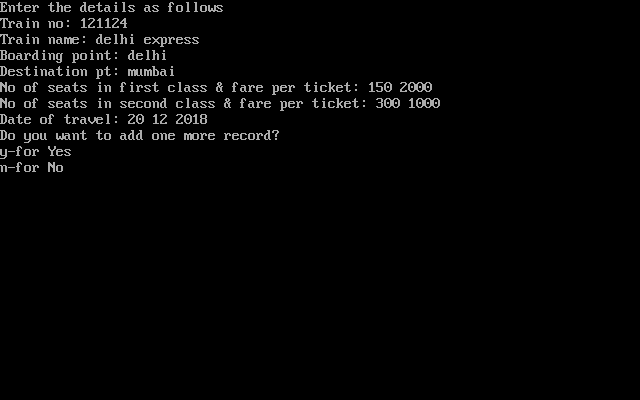 Enter the details as follows
Train no: 121124
Train name: delhi express
Boarding point: delhi
Destination pt: mumbai
No of seats in first class & fare per ticket: 150 2000
No of seats in second class & fare per ticket: 300 1000
Date of travel: 20 12 2018
Do you want to add one more record?
y-for Yes
n-for No